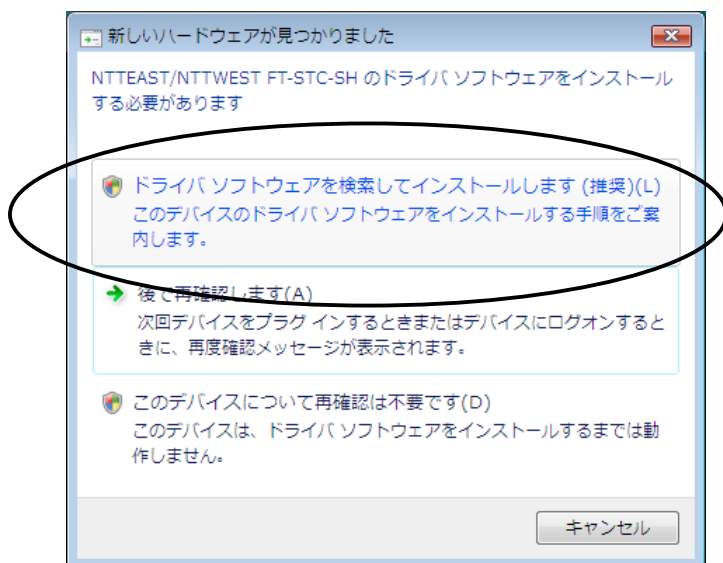 新しいハードウェアが見つかりました
NTTEAST/NTTWEST FT-STC-SH のドライバ ソフトウェアをインストール
する必要があります
ドライバ ソフトウェアを検索してインストールします (推奨)(L)
このデバイスのドライバ ソフトウェアをインストールする手順をご案
内します。
後で再確認します(A)
次回デバイスをプラグ インするときまたはデバイスにログオンすると
きに、再度確認メッセージが表示されます。
このデバイスについて再確認は不要です(D)
このデバイスは、ドライバ ソフトウェアをインストールするまでは動
作しません。
キャンセル